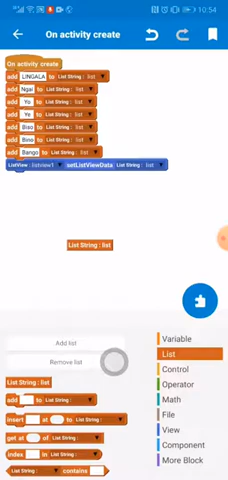 10:54
On activity create
On activity create
add LINGALA to List String : list
add Ngai to List String : list
add Yo to List String : list
add Ye to List String : list
add Biso to List String : list
add Bino to List String : list
add Bango to List String : list
ListView : listview1 setListViewData List String : list
List String : list
Add list
Remove list
List String : list
add to List String :
insert at to List String :
get at of List String :
index in List String :
List String : contains
Variable
List
Control
Operator
Math
File
View
Component
More Block